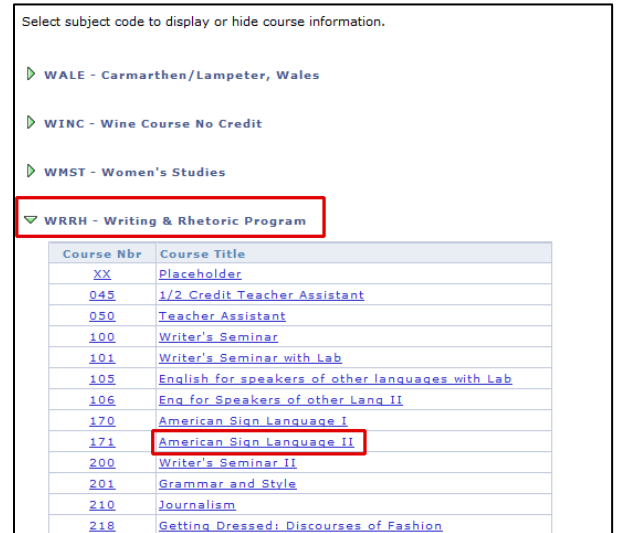 Select subject code to display or hide course information.
WALE - Carmarthen/Lampeter, Wales
WINC - Wine Course No Credit
WMST - Women's Studies
WRRH - Writing & Rhetoric Program
Course Nbr Course Title
XX Placeholder
045 1/2 Credit Teacher Assistant
050 Teacher Assistant
100 Writer's Seminar
101 Writer's Seminar with Lab
105 English for speakers of other languages with Lab
106 Eng for Speakers of other Lang II
170 American Sign Language I
171 American Sign Language II
200 Writer's Seminar II
201 Grammar and Style
210 Journalism
218 Getting Dressed: Discourses of Fashion